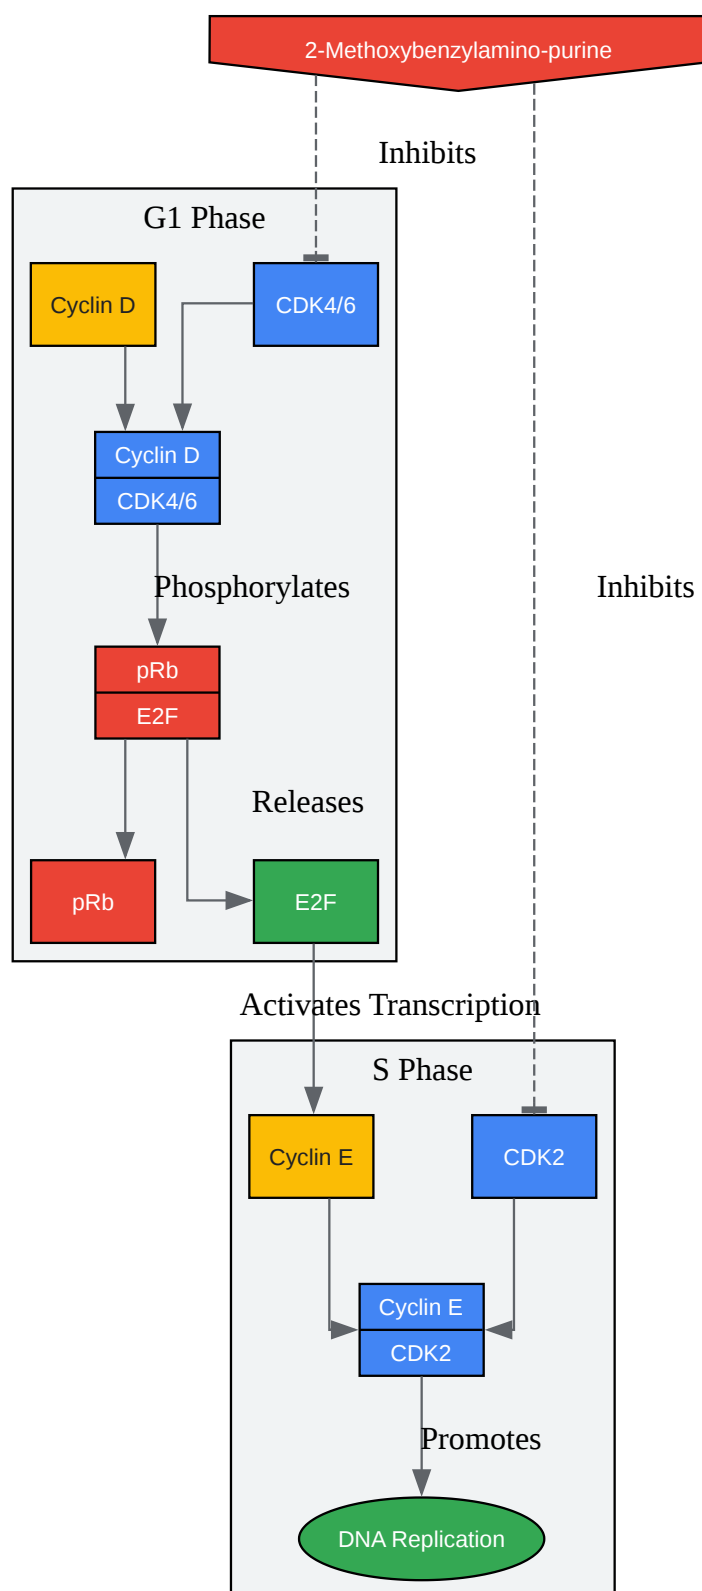 2-Methoxybenzylamino-purine
Inhibits
G1 Phase
Cyclin D
CDK4/6
Cyclin D
CDK4/6
Phosphorylates
Inhibits
pRb
E2F
Releases
pRb
E2F
Activates Transcription
S Phase
Cyclin E
CDK2
Cyclin E
CDK2
Promotes
DNA Replication